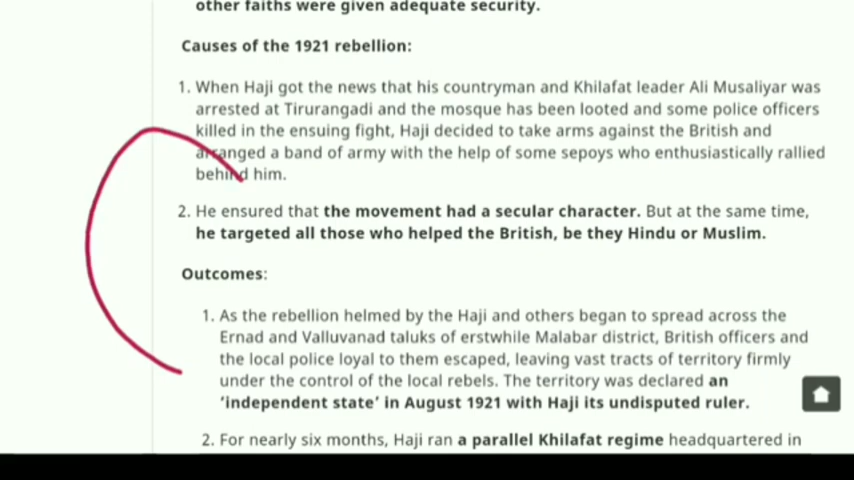 other faiths were given adequate security.
Causes of the 1921 rebellion:
1. When Haji got the news that his countryman and Khilafat leader Ali Musaliyar was
arrested at Tirurangadi and the mosque has been looted and some police officers
killed in the ensuing fight, Haji decided to take arms against the British and
arranged a band of army with the help of some sepoys who enthusiastically rallied
behind him.
2. He ensured that the movement had a secular character. But at the same time,
he targeted all those who helped the British, be they Hindu or Muslim.
Outcomes:
1. As the rebellion helmed by the Haji and others began to spread across the
Ernad and Valluvanad taluks of erstwhile Malabar district, British officers and
the local police loyal to them escaped, leaving vast tracts of territory firmly
under the control of the local rebels. The territory was declared an
‘independent state’ in August 1921 with Haji its undisputed ruler.
2. For nearly six months, Haji ran a parallel Khilafat regime headquartered in